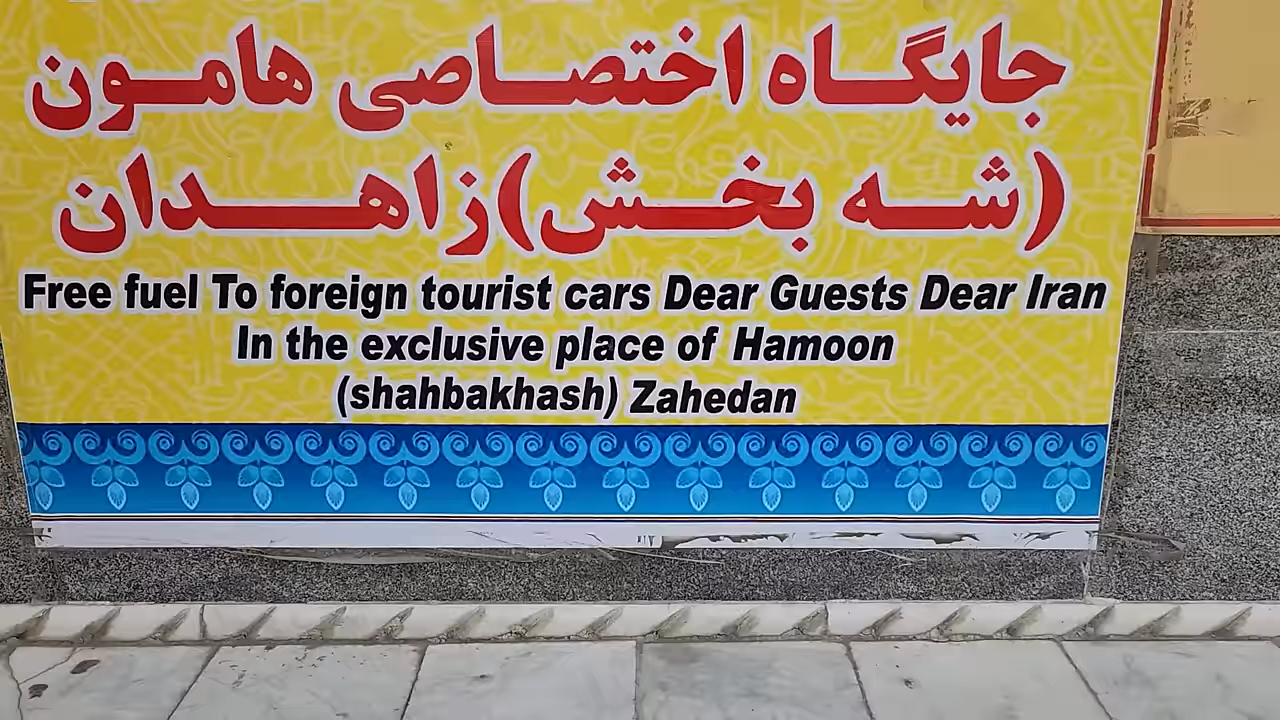 جایگاه اختصاصی هامون
(شه بخش)زاهدان
Free fuel To foreign tourist cars Dear Guests Dear Iran
In the exclusive place of Hamoon
(shahbakhash) Zahedan